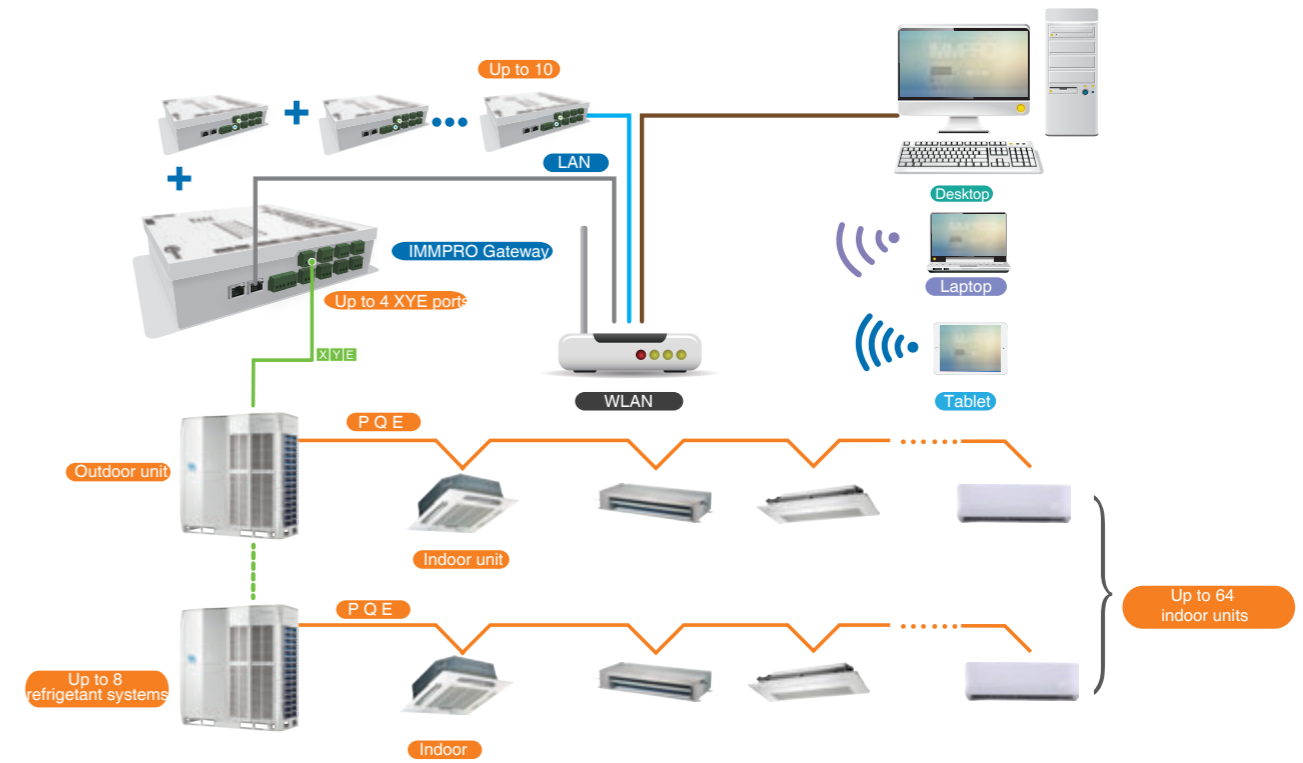 Up to 10
LAN
Desktop
IMMPRO Gateway
Laptop
Up to 4 XYE ports
X Y E
WLAN
Tablet
P Q E
Outdoor unit
Indoor unit
Up to 64
indoor units
P Q E
Up to 8
refrigetant systems
Indoor